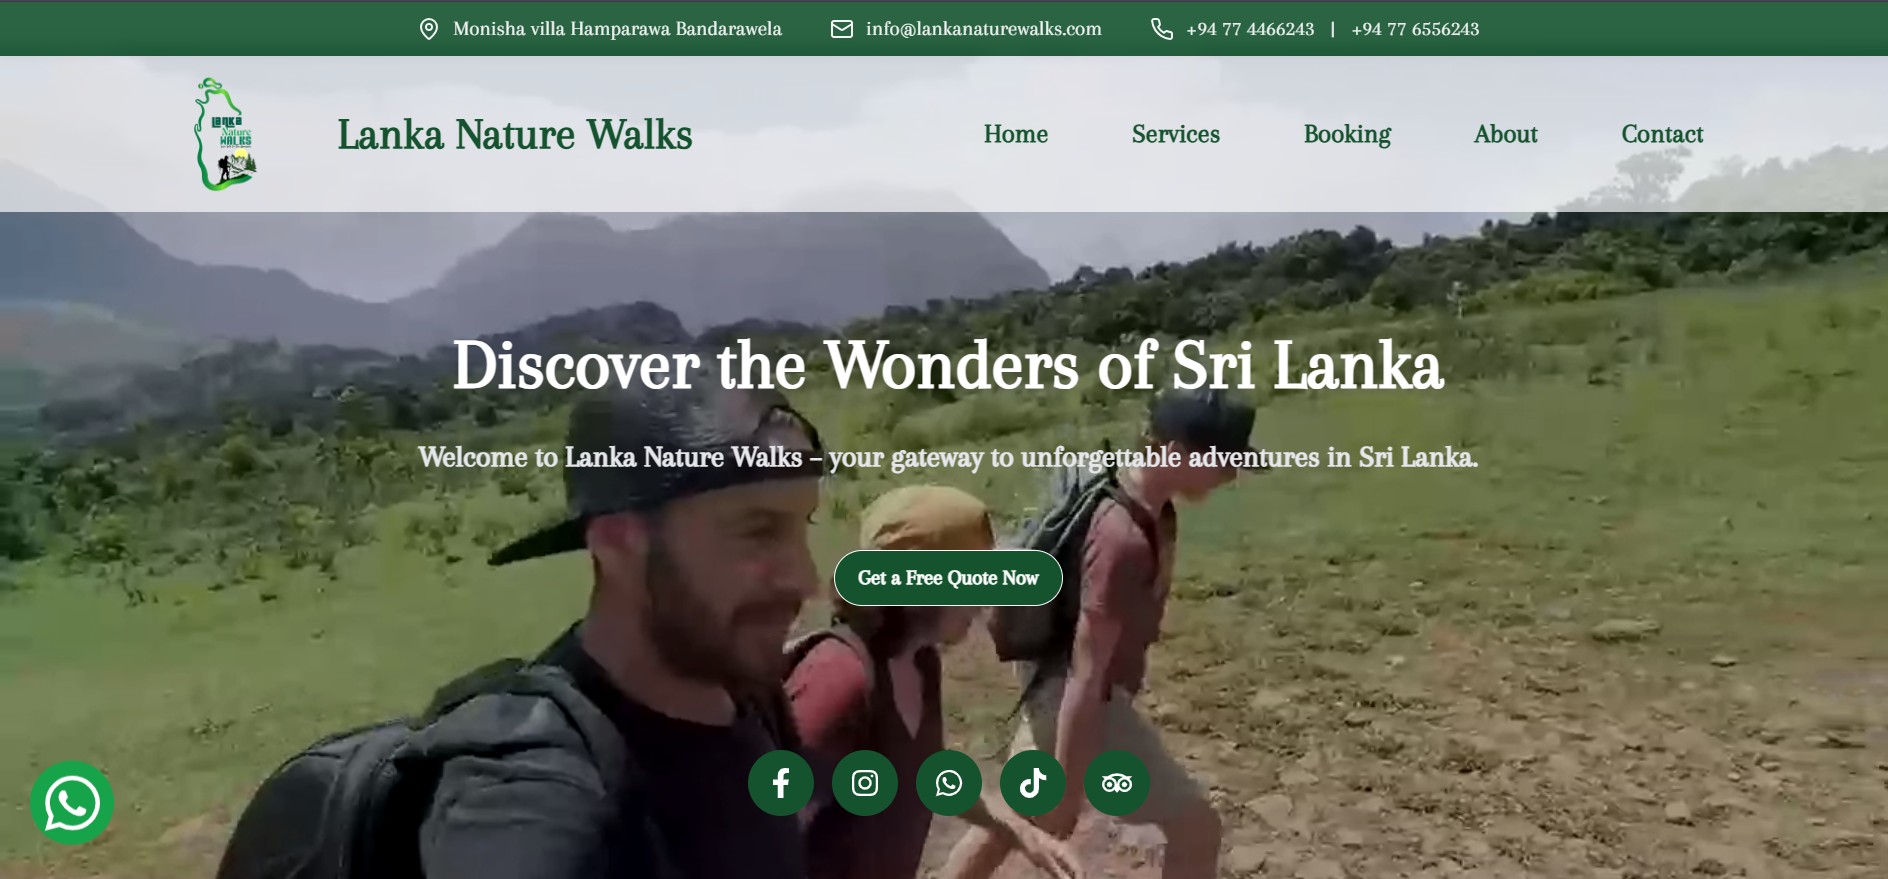 Monisha villa Hamparawa Bandarawela info@lankanaturewalks.com +94 77 4466243 | +94 77 6556243
Lanka
Nature
WALKS
Lanka Nature Walks
Home Services Booking About Contact
Discover the Wonders of Sri Lanka
Welcome to Lanka Nature Walks – your gateway to unforgettable adventures in Sri Lanka.
Get a Free Quote Now